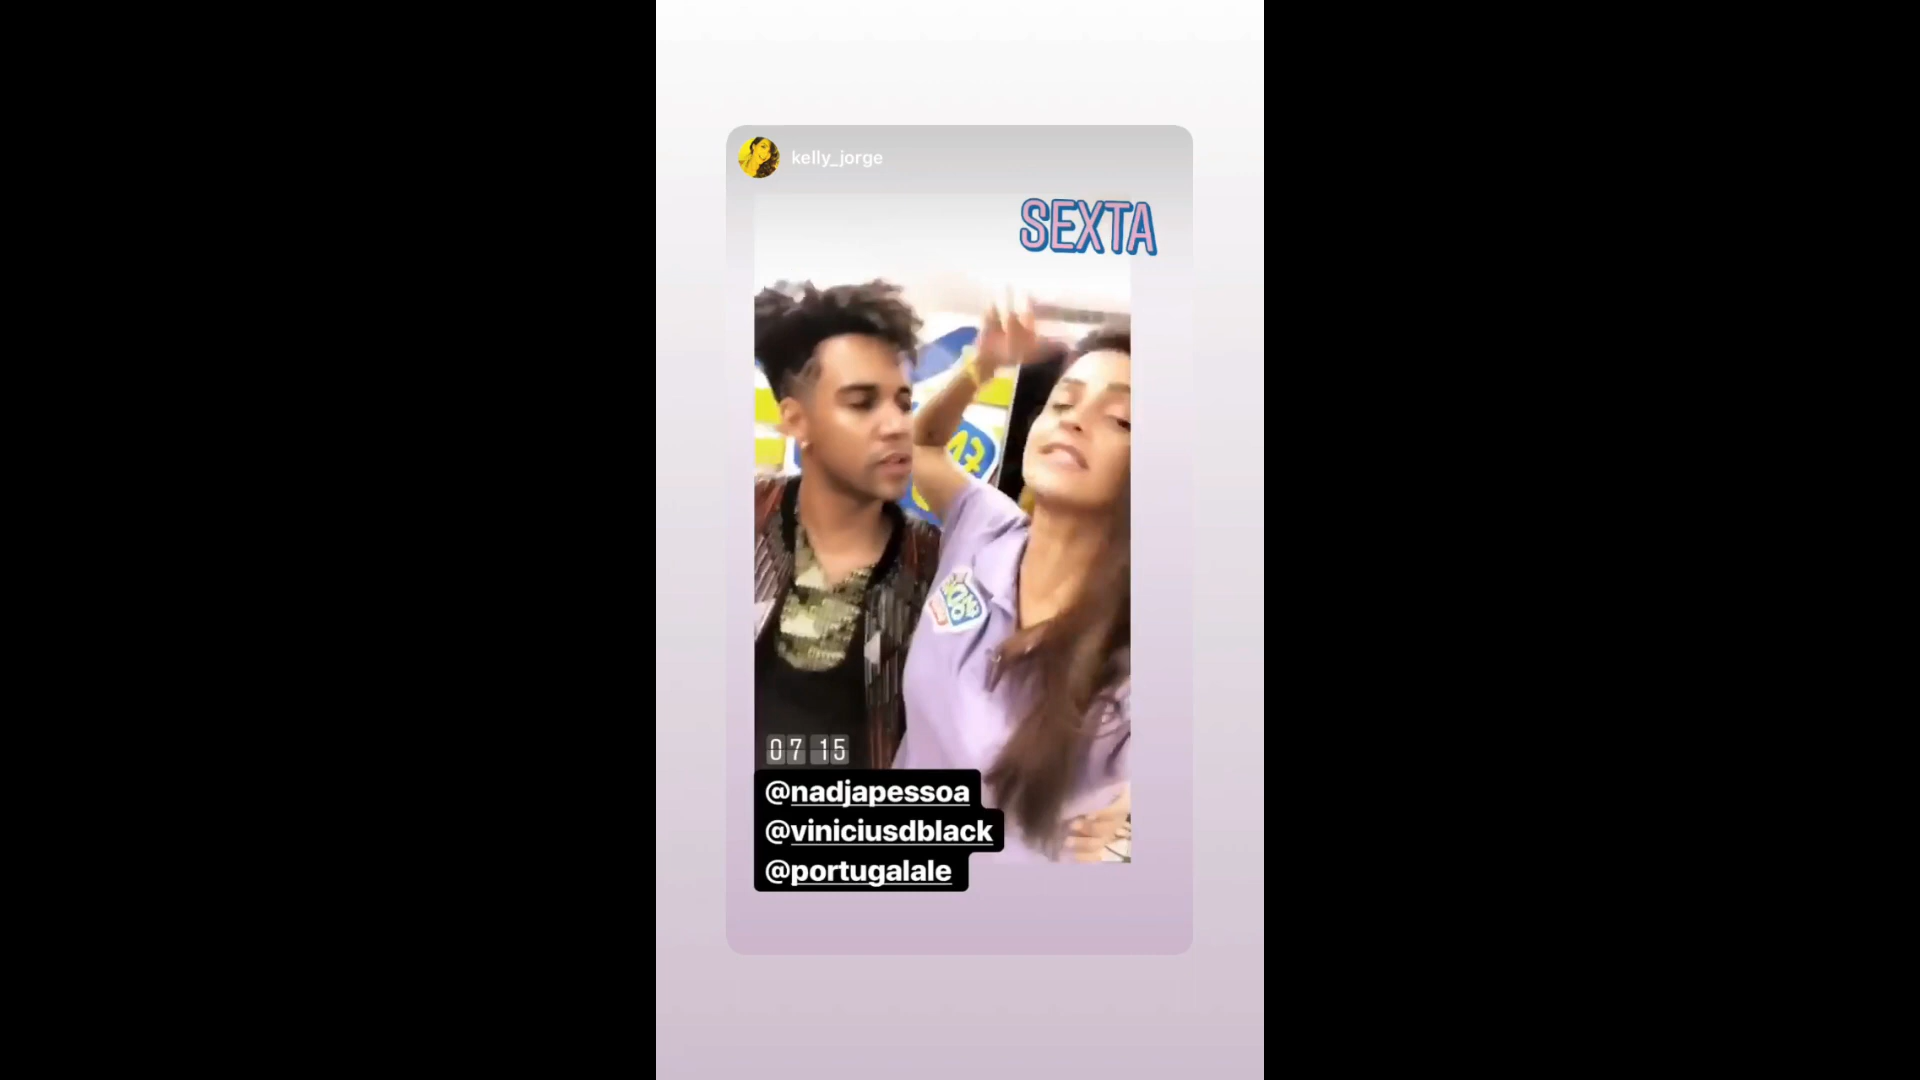 kelly_jorge
SEXTA
07 15
@nadjapessoa
@viniciusdblack
@portugalale